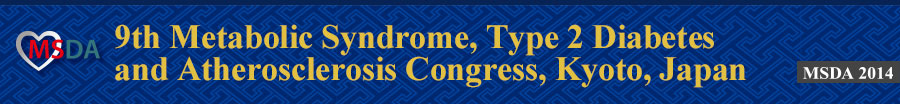 MSDA
9th Metabolic Syndrome, Type 2 Diabetes
and Atherosclerosis Congress, Kyoto, Japan
MSDA 2014